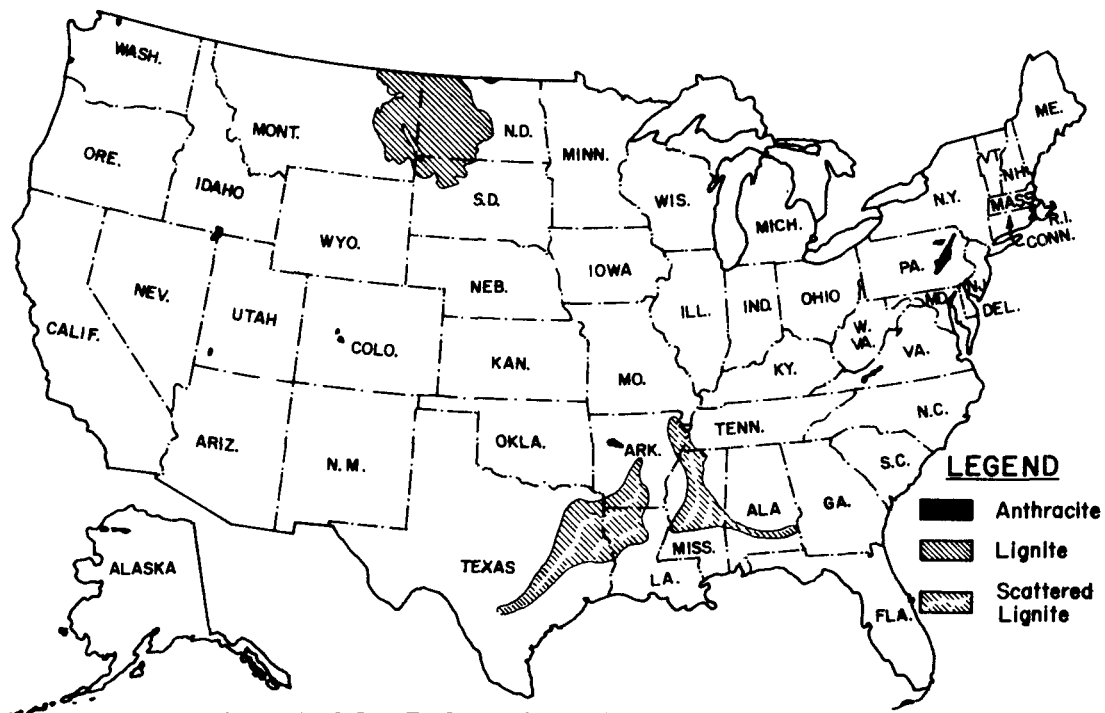 WASH.
MONT.
N.D.
MINN.
ORE.
IDAHO
S.D.
WIS.
MICH.
N.Y.
VT.
N.H.
ME.
MASS.
R.I.
CONN.
WYO.
IOWA
NEB.
NEV.
UTAH
COLO.
CALIF.
KAN.
MO.
ILL.
IND.
OHIO
PA.
N.J.
MD.
DEL.
W.
VA.
VA.
KY.
N.C.
TENN.
ARIZ.
N.M.
OKLA.
ARK.
S.C.
GA.
ALA
MISS.
TEXAS
LA.
FLA.
ALASKA
LEGEND
Anthracite
Lignite
Scattered
Lignite